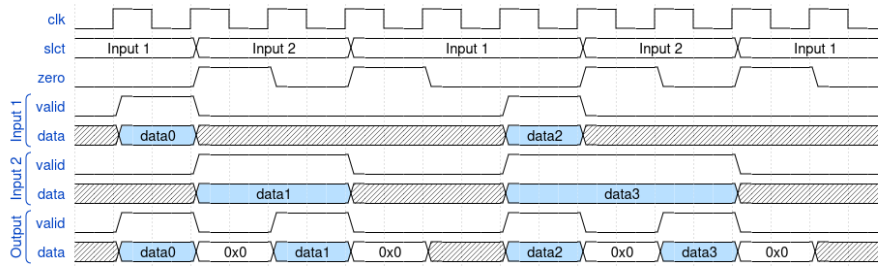 clk
slct Input 1 Input 2 Input 1 Input 2 Input 1
zero
Input 1
valid
data data0 data2
Input 2
valid
data data1 data3
Output
valid
data data0 0x0 data1 0x0 data2 0x0 data3 0x0